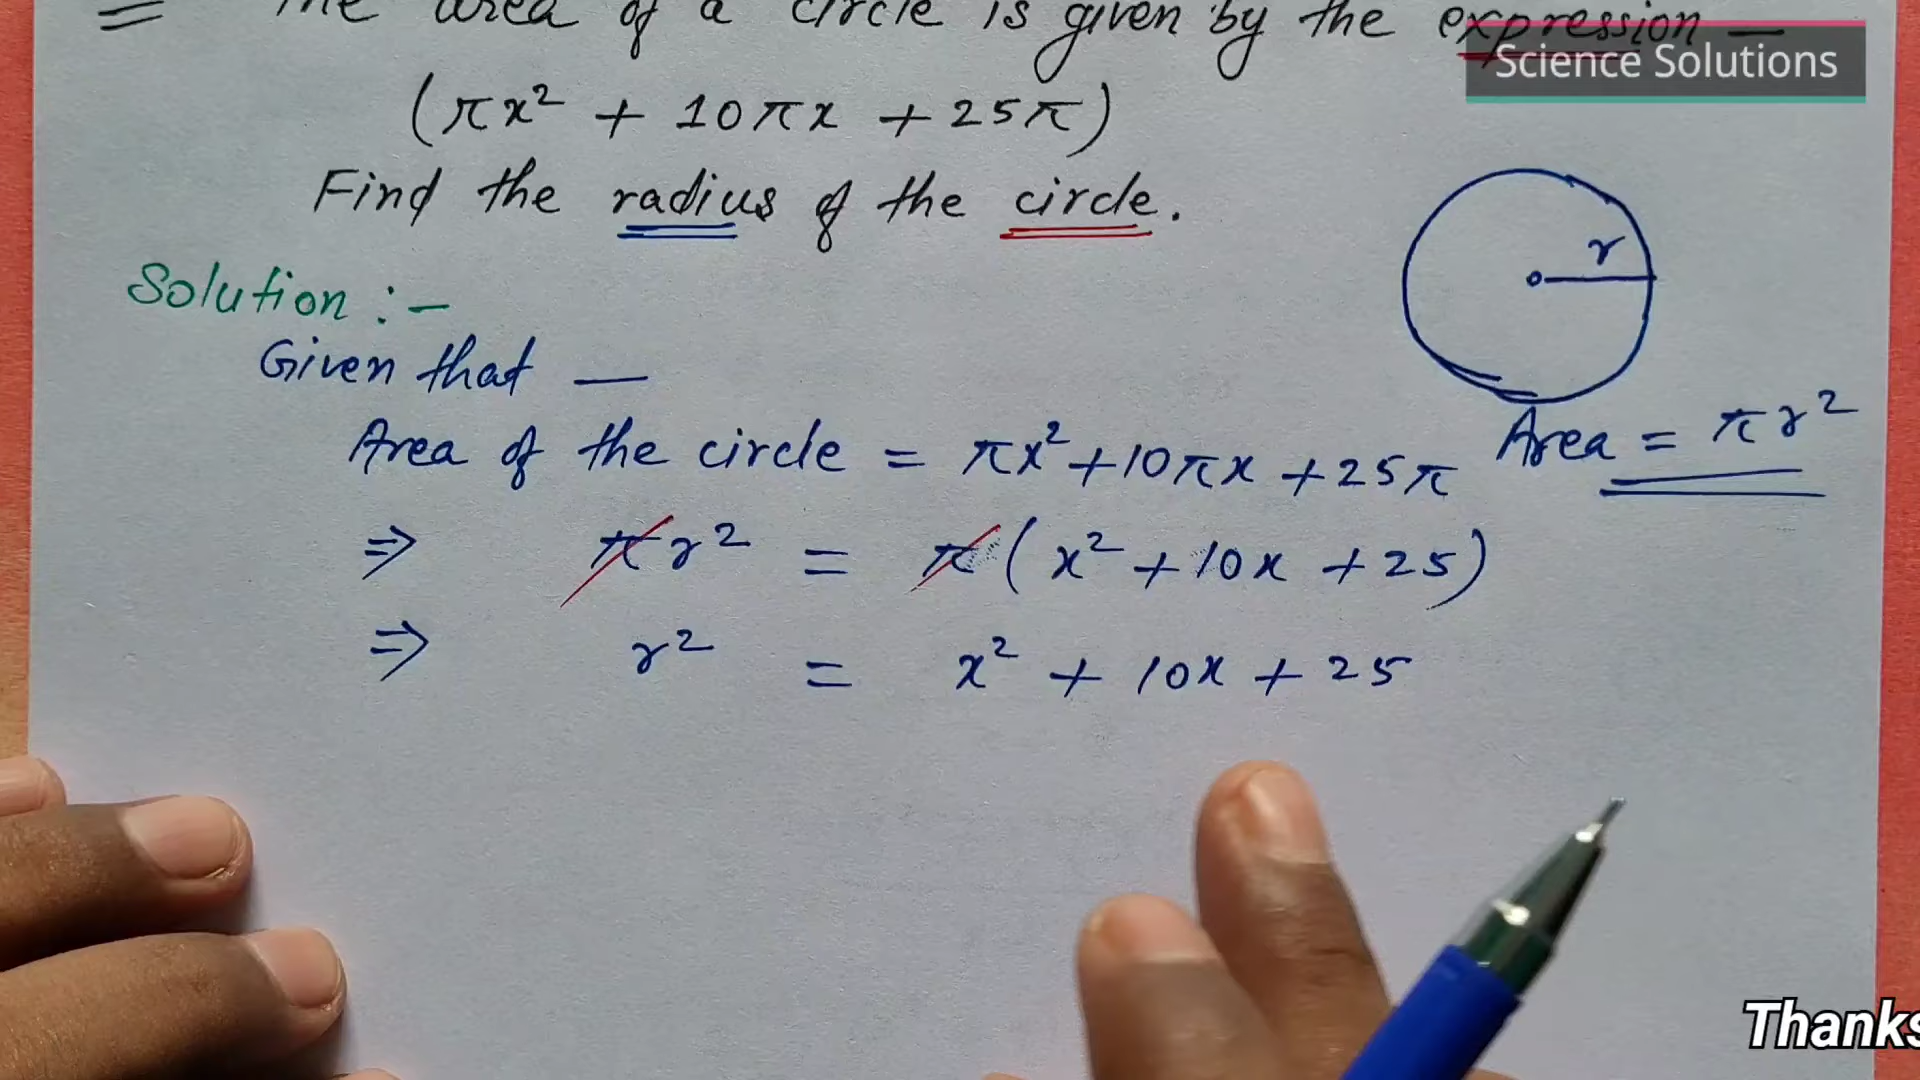 The area of a circle is given by the expression —
Science Solutions
(πx² + 10πx + 25π)
Find the radius of the circle.
r
Solution :-
Given that —
Area of the circle = πx² + 10πx + 25π
Area = πr²
⇒ πr² = π(x² + 10x + 25)
⇒ r² = x² + 10x + 25
Thanks